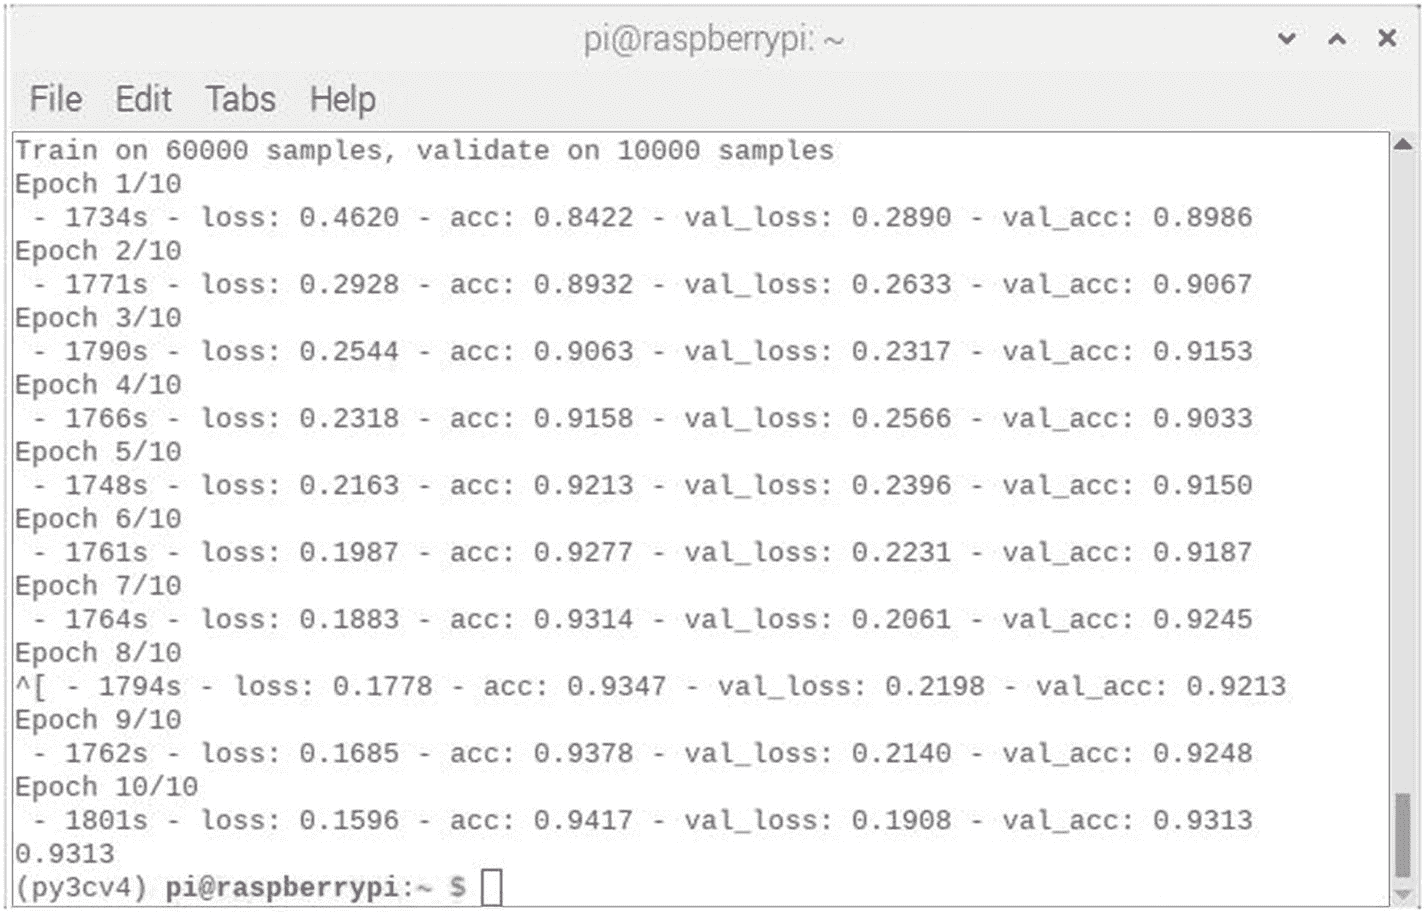 pi@raspberrypi: ~
File Edit Tabs Help
Train on 60000 samples, validate on 10000 samples
Epoch 1/10
 - 1734s - loss: 0.4620 - acc: 0.8422 - val_loss: 0.2890 - val_acc: 0.8986
Epoch 2/10
 - 1771s - loss: 0.2928 - acc: 0.8932 - val_loss: 0.2633 - val_acc: 0.9067
Epoch 3/10
 - 1790s - loss: 0.2544 - acc: 0.9063 - val_loss: 0.2317 - val_acc: 0.9153
Epoch 4/10
 - 1766s - loss: 0.2318 - acc: 0.9158 - val_loss: 0.2566 - val_acc: 0.9033
Epoch 5/10
 - 1748s - loss: 0.2163 - acc: 0.9213 - val_loss: 0.2396 - val_acc: 0.9150
Epoch 6/10
 - 1761s - loss: 0.1987 - acc: 0.9277 - val_loss: 0.2231 - val_acc: 0.9187
Epoch 7/10
 - 1764s - loss: 0.1883 - acc: 0.9314 - val_loss: 0.2061 - val_acc: 0.9245
Epoch 8/10
^[ - 1794s - loss: 0.1778 - acc: 0.9347 - val_loss: 0.2198 - val_acc: 0.9213
Epoch 9/10
 - 1762s - loss: 0.1685 - acc: 0.9378 - val_loss: 0.2140 - val_acc: 0.9248
Epoch 10/10
 - 1801s - loss: 0.1596 - acc: 0.9417 - val_loss: 0.1908 - val_acc: 0.9313
0.9313
(py3cv4) pi@raspberrypi:~ $